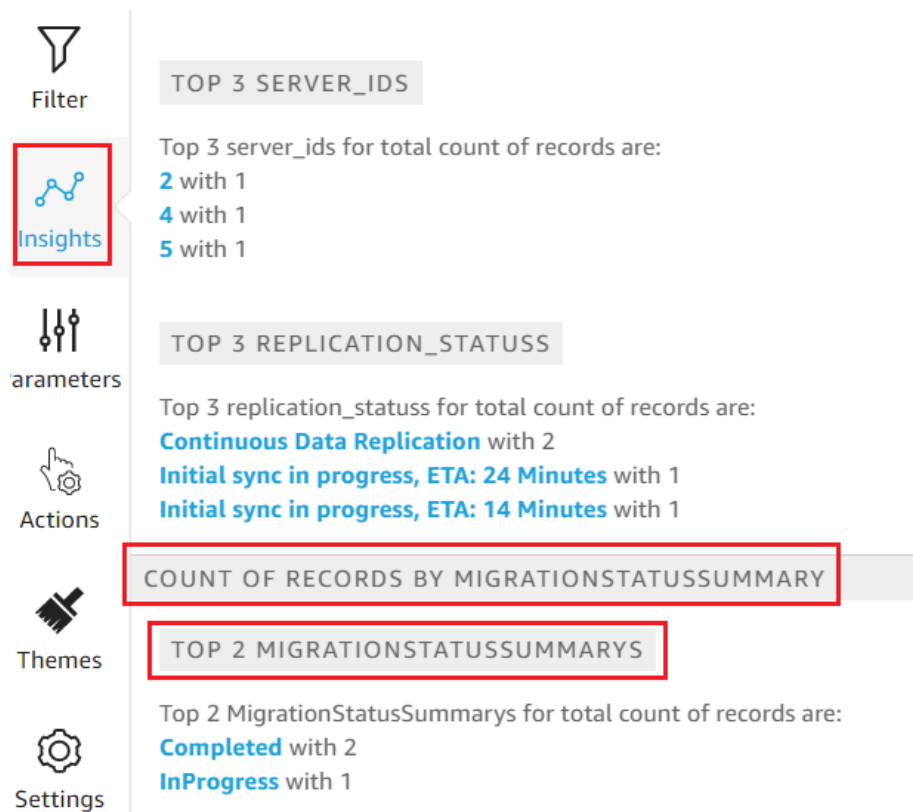 Filter
Insights
arameters
Actions
Themes
Settings
TOP 3 SERVER_IDS
Top 3 server_ids for total count of records are:
2 with 1
4 with 1
5 with 1
TOP 3 REPLICATION_STATUSS
Top 3 replication_statuss for total count of records are:
Continuous Data Replication with 2
Initial sync in progress, ETA: 24 Minutes with 1
Initial sync in progress, ETA: 14 Minutes with 1
COUNT OF RECORDS BY MIGRATIONSTATUSSUMMARY
TOP 2 MIGRATIONSTATUSSUMMARYS
Top 2 MigrationStatusSummarys for total count of records are:
Completed with 2
InProgress with 1